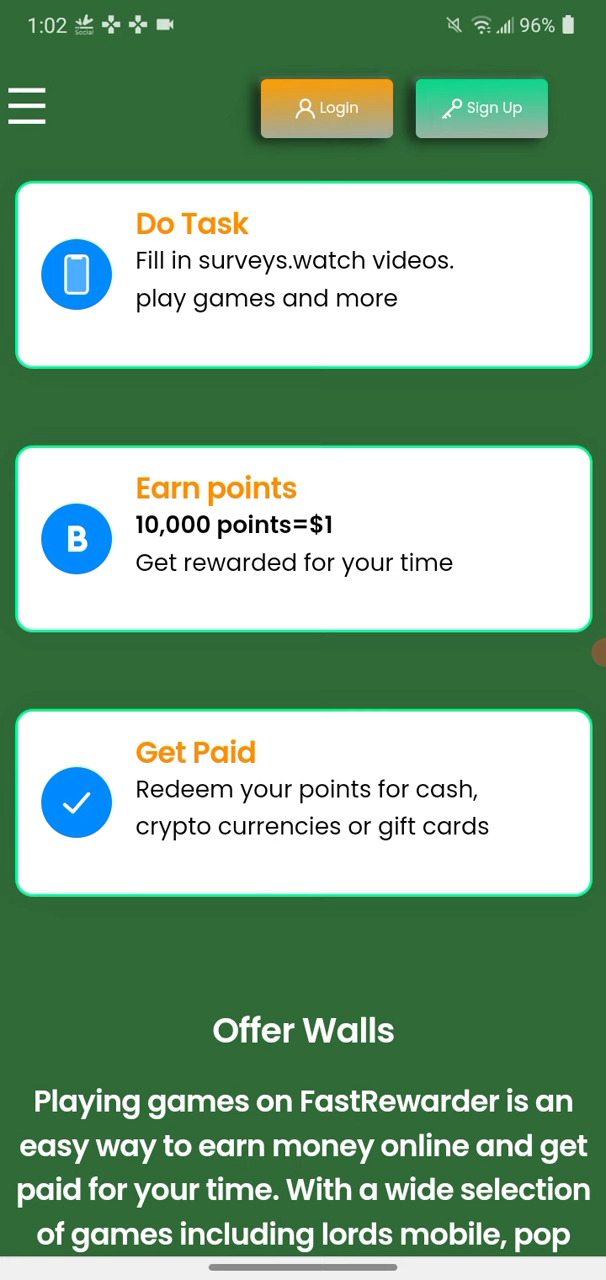 1:02
Social
96%
Login
Sign Up
Do Task
Fill in surveys.watch videos.
play games and more
B
Earn points
10,000 points=$1
Get rewarded for your time
Get Paid
Redeem your points for cash,
crypto currencies or gift cards
Offer Walls
Playing games on FastRewarder is an
easy way to earn money online and get
paid for your time. With a wide selection
of games including lords mobile, pop